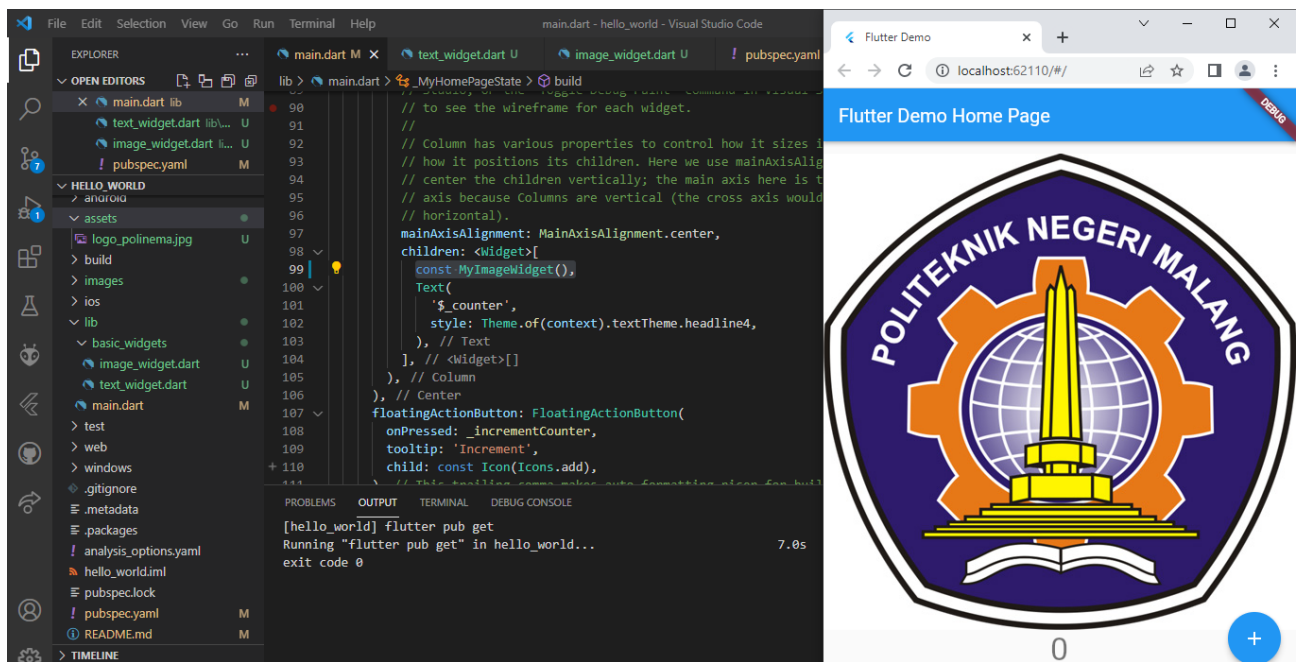 File Edit Selection View Go Run Terminal Help
main.dart - hello_world - Visual Studio Code
EXPLORER
OPEN EDITORS
main.dart lib M
text_widget.dart lib\... U
image_widget.dart li... U
! pubspec.yaml M
HELLO_WORLD
android
assets
logo_polinema.jpg U
build
images
ios
lib
basic_widgets
image_widget.dart U
text_widget.dart U
main.dart M
test
web
windows
.gitignore
.metadata
.packages
! analysis_options.yaml
hello_world.iml
pubspec.lock
! pubspec.yaml M
README.md M
TIMELINE
7
1
main.dart M
text_widget.dart U
image_widget.dart U
! pubspec.yaml
lib > main.dart > _MyHomePageState > build
90 // to see the wireframe for each widget.
91 //
92 // Column has various properties to control how it sizes i
93 // how it positions its children. Here we use mainAxisAlig
94 // center the children vertically; the main axis here is t
95 // axis because Columns are vertical (the cross axis would
96 // horizontal).
97 mainAxisAlignment: MainAxisAlignment.center,
98 children: <Widget>[
99 const MyImageWidget(),
100 Text(
101 '$_counter',
102 style: Theme.of(context).textTheme.headline4,
103 ), // Text
104 ], // <Widget>[]
105 ), // Column
106 ), // Center
107 floatingActionButton: FloatingActionButton(
108 onPressed: _incrementCounter,
109 tooltip: 'Increment',
110 child: const Icon(Icons.add),
PROBLEMS OUTPUT TERMINAL DEBUG CONSOLE
[hello_world] flutter pub get
Running "flutter pub get" in hello_world... 7.0s
exit code 0
Flutter Demo
localhost:62110/#/
Flutter Demo Home Page
DEBUG
POLITEKNIK NEGERI MALANG
0